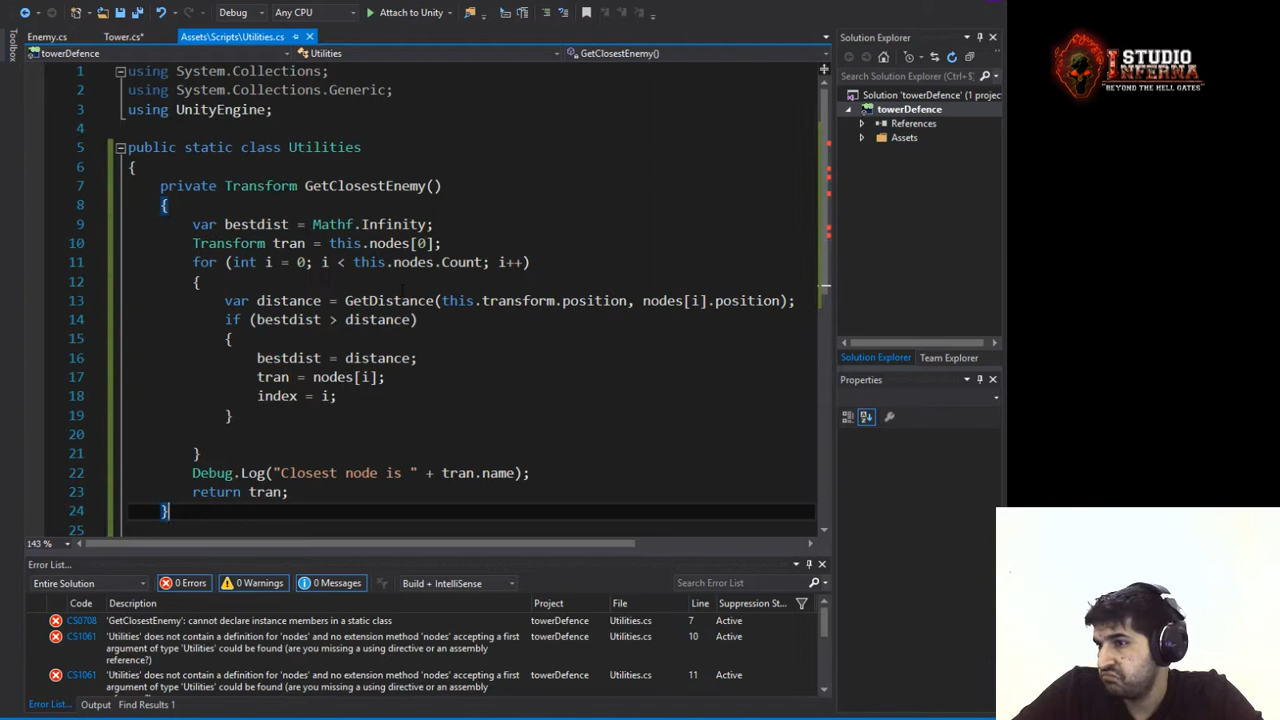 Debug
Any CPU
Attach to Unity
Toolbox
Enemy.cs
Tower.cs*
Assets\Scripts\Utilities.cs
towerDefence
Utilities
GetClosestEnemy()
1 using System.Collections;
2 using System.Collections.Generic;
3 using UnityEngine;
4
5 public static class Utilities
6 {
7 private Transform GetClosestEnemy()
8 {
9 var bestdist = Mathf.Infinity;
10 Transform tran = this.nodes[0];
11 for (int i = 0; i < this.nodes.Count; i++)
12 {
13 var distance = GetDistance(this.transform.position, nodes[i].position);
14 if (bestdist > distance)
15 {
16 bestdist = distance;
17 tran = nodes[i];
18 index = i;
19 }
20
21 }
22 Debug.Log("Closest node is " + tran.name);
23 return tran;
24 }
25
143 %
Solution Explorer
Search Solution Explorer (Ctrl+$)
Solution 'towerDefence' (1 projec
towerDefence
References
Assets
Solution Explorer
Team Explorer
Properties
Error List...
Entire Solution
0 Errors
0 Warnings
0 Messages
Build + IntelliSense
Search Error List
Code Description Project File Line Suppression St...
CS0708 'GetClosestEnemy': cannot declare instance members in a static class towerDefence Utilities.cs 7 Active
CS1061 'Utilities' does not contain a definition for 'nodes' and no extension method 'nodes' accepting a first towerDefence Utilities.cs 10 Active
argument of type 'Utilities' could be found (are you missing a using directive or an assembly
reference?)
CS1061 'Utilities' does not contain a definition for 'nodes' and no extension method 'nodes' accepting a first towerDefence Utilities.cs 11 Active
argument of type 'Utilities' could be found (are you missing a using directive or an assembly
Error List...
Output
Find Results 1
STUDIO
INFERNA
"BEYOND THE HELL GATES"